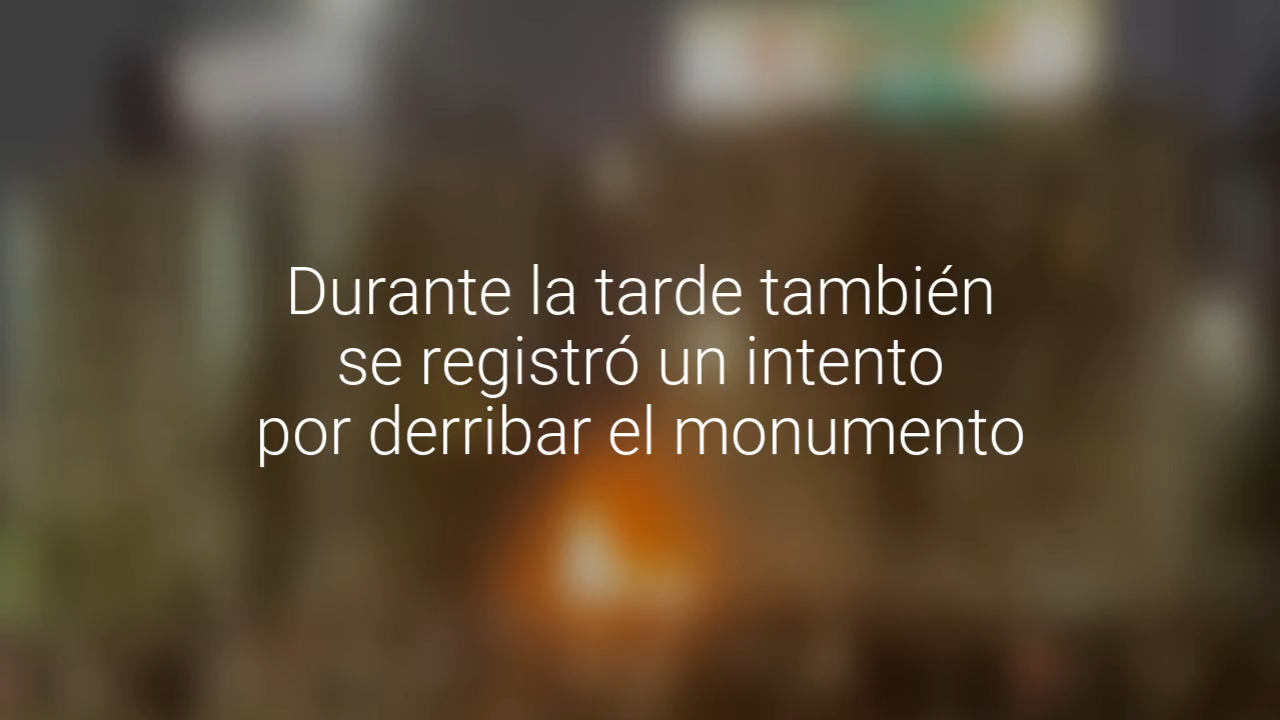 Durante la tarde también
se registró un intento
por derribar el monumento